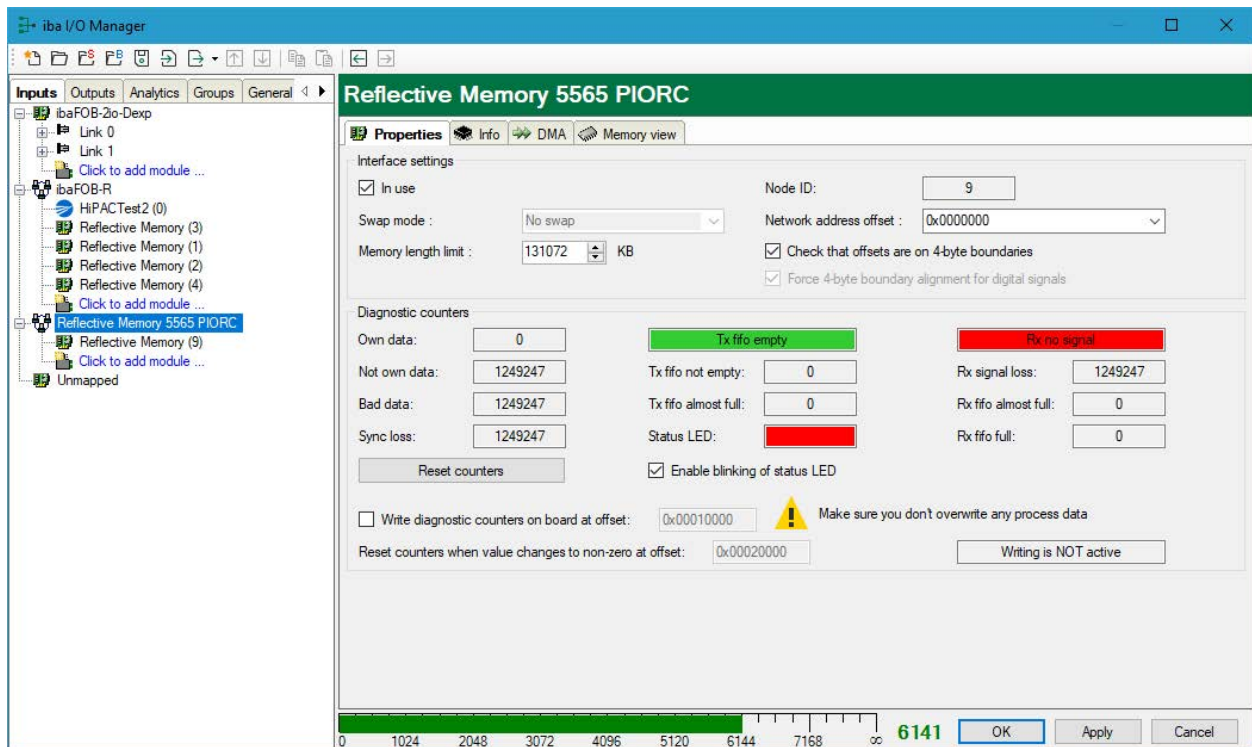 iba I/O Manager
Inputs Outputs Analytics Groups General
ibaFOB-2io-Dexp
Link 0
Link 1
Click to add module ...
ibaFOB-R
HiPACTest2 (0)
Reflective Memory (3)
Reflective Memory (1)
Reflective Memory (2)
Reflective Memory (4)
Click to add module ...
Reflective Memory 5565 PIORC
Reflective Memory (9)
Click to add module ...
Unmapped
Reflective Memory 5565 PIORC
Properties Info DMA Memory view
Interface settings
In use Node ID: 9
Swap mode : No swap Network address offset : 0x0000000
Memory length limit : 131072 KB Check that offsets are on 4-byte boundaries
Force 4-byte boundary alignment for digital signals
Diagnostic counters
Own data: 0 Tx fifo empty Rx no signal
Not own data: 1249247 Tx fifo not empty: 0 Rx signal loss: 1249247
Bad data: 1249247 Tx fifo almost full: 0 Rx fifo almost full: 0
Sync loss: 1249247 Status LED: Rx fifo full: 0
Reset counters Enable blinking of status LED
Write diagnostic counters on board at offset: 0x00010000 Make sure you don't overwrite any process data
Reset counters when value changes to non-zero at offset: 0x00020000 Writing is NOT active
0 1024 2048 3072 4096 5120 6144 7168 ∞ 6141 OK Apply Cancel